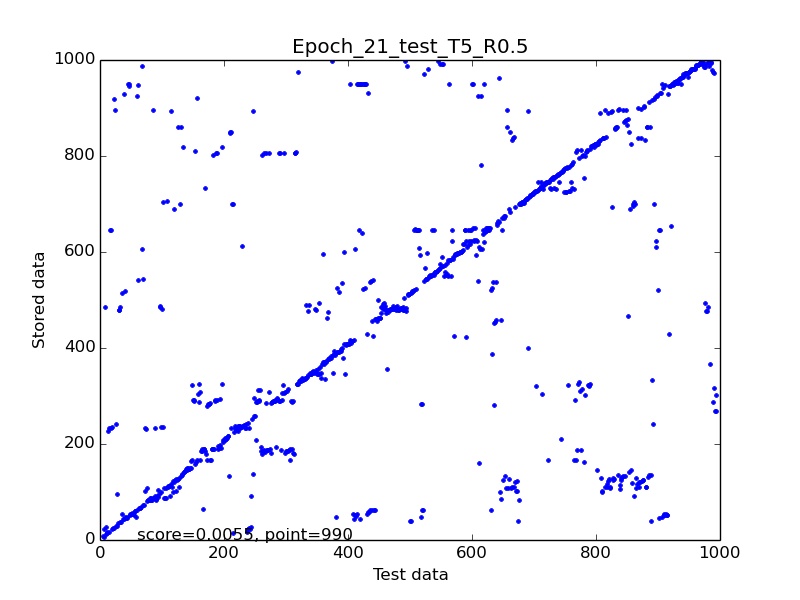 Epoch_21_test_T5_R0.5
1000
800
600
400
200
0
Stored data
score=0.0055, point=990
0 200 400 600 800 1000
Test data